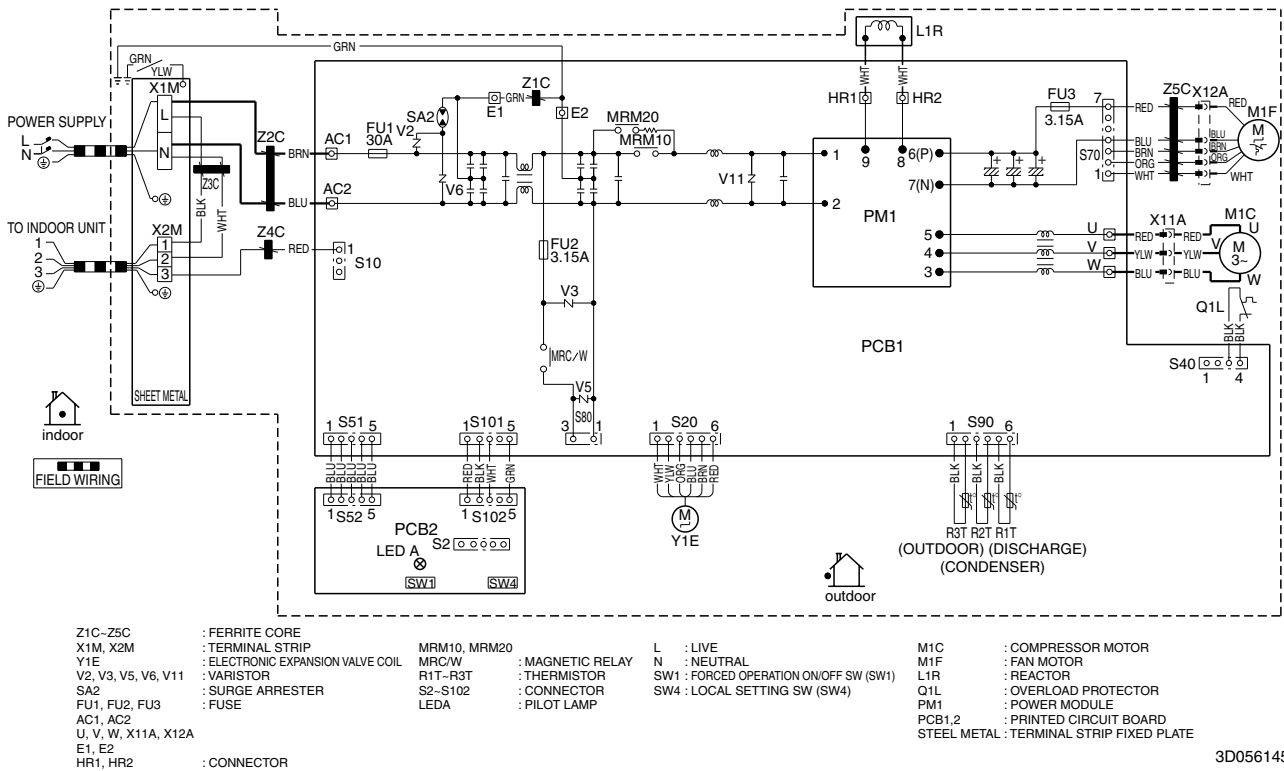 GRN
GRN
YLW
X1M
POWER SUPPLY
L
N
L
N
Z2C
BRN
BLU
AC1
AC2
FU1
30A
V2
SA2
E1
GRN
Z1C
E2
MRM20
MRM10
V6
V11
L1R
WHT
WHT
HR1
HR2
9
8
1
2
6(P)
7(N)
PM1
5
4
3
FU3
3.15A
7
S70
1
RED
BLU
BRN
ORG
WHT
Z5C
X12A
RED
BLU
BRN
ORG
WHT
M1F
M
U
V
W
RED
YLW
BLU
X11A
RED
YLW
BLU
M1C
U
V
W
M
3~
Z3C
BLK
WHT
TO INDOOR UNIT
1
2
3
X2M
1
2
3
Z4C
RED
1
S10
FU2
3.15A
V3
MRC/W
V5
S80
3
1
PCB1
Q1L
BLK
BLK
S40
1
4
SHEET METAL
indoor
FIELD WIRING
1 S51 5
BLU
BLU
BLU
BLU
BLU
1 S52 5
1 S101 5
RED
BLK
WHT
GRN
1 S102 5
PCB2
S2
LED A
SW1
SW4
1 S20 6
WHT
YLW
ORG
BLU
BRN
RED
M
Y1E
1 S90 6
BLK
BLK
BLK
t°
t°
t°
R3T R2T R1T
(OUTDOOR) (DISCHARGE)
(CONDENSER)
outdoor
Z1C~Z5C : FERRITE CORE
X1M, X2M : TERMINAL STRIP
Y1E : ELECTRONIC EXPANSION VALVE COIL
V2, V3, V5, V6, V11 : VARISTOR
SA2 : SURGE ARRESTER
FU1, FU2, FU3 : FUSE
AC1, AC2
U, V, W, X11A, X12A
E1, E2
HR1, HR2 : CONNECTOR
MRM10, MRM20
MRC/W : MAGNETIC RELAY
R1T~R3T : THERMISTOR
S2~S102 : CONNECTOR
LEDA : PILOT LAMP
L : LIVE
N : NEUTRAL
SW1 : FORCED OPERATION ON/OFF SW (SW1)
SW4 : LOCAL SETTING SW (SW4)
M1C : COMPRESSOR MOTOR
M1F : FAN MOTOR
L1R : REACTOR
Q1L : OVERLOAD PROTECTOR
PM1 : POWER MODULE
PCB1,2 : PRINTED CIRCUIT BOARD
STEEL METAL : TERMINAL STRIP FIXED PLATE
3D056145